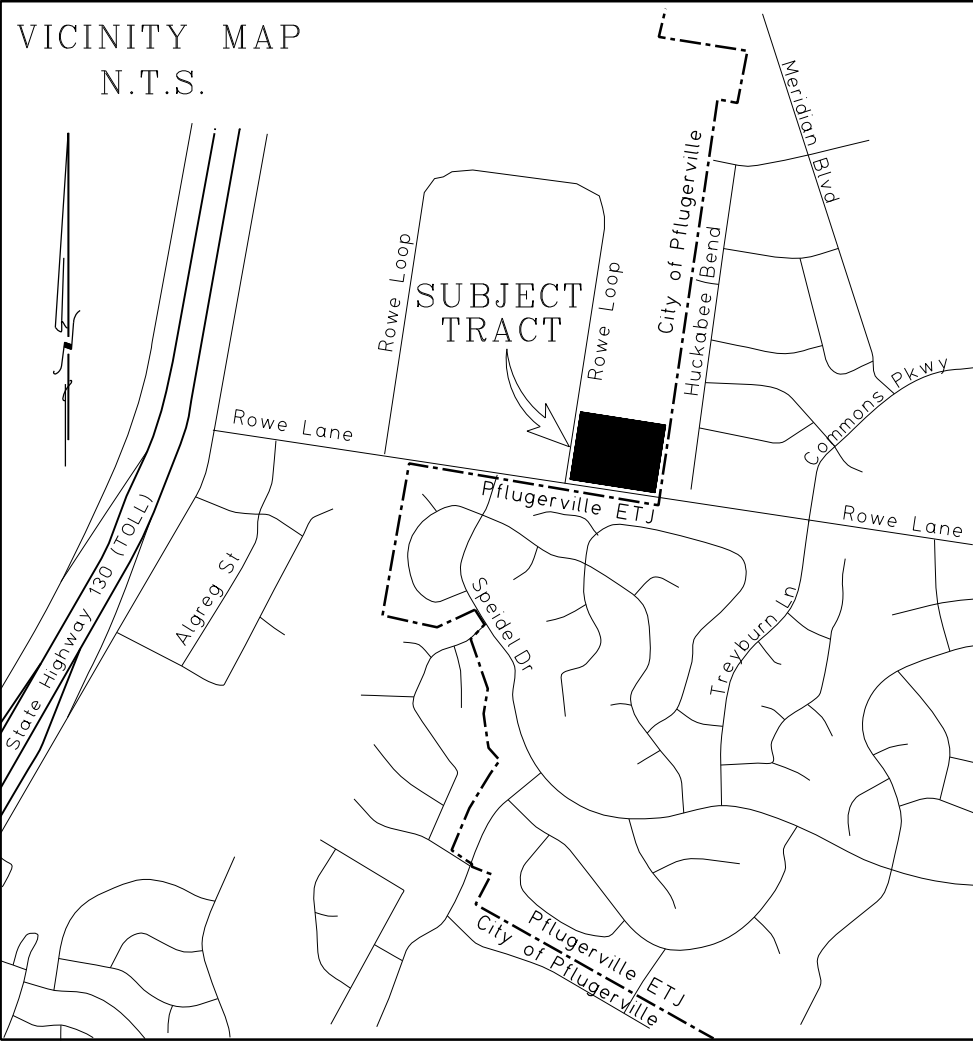 VICINITY MAP
N.T.S.
Meridian Blvd
City of Pflugerville
Huckabee Bend
Rowe Loop
Rowe Loop
SUBJECT
TRACT
Commons Pkwy
Rowe Lane
Pflugerville ETJ
Rowe Lane
State Highway 130 (TOLL)
Algreg St
Speidel Dr
Treyburn Ln
Pflugerville ETJ
City of Pflugerville